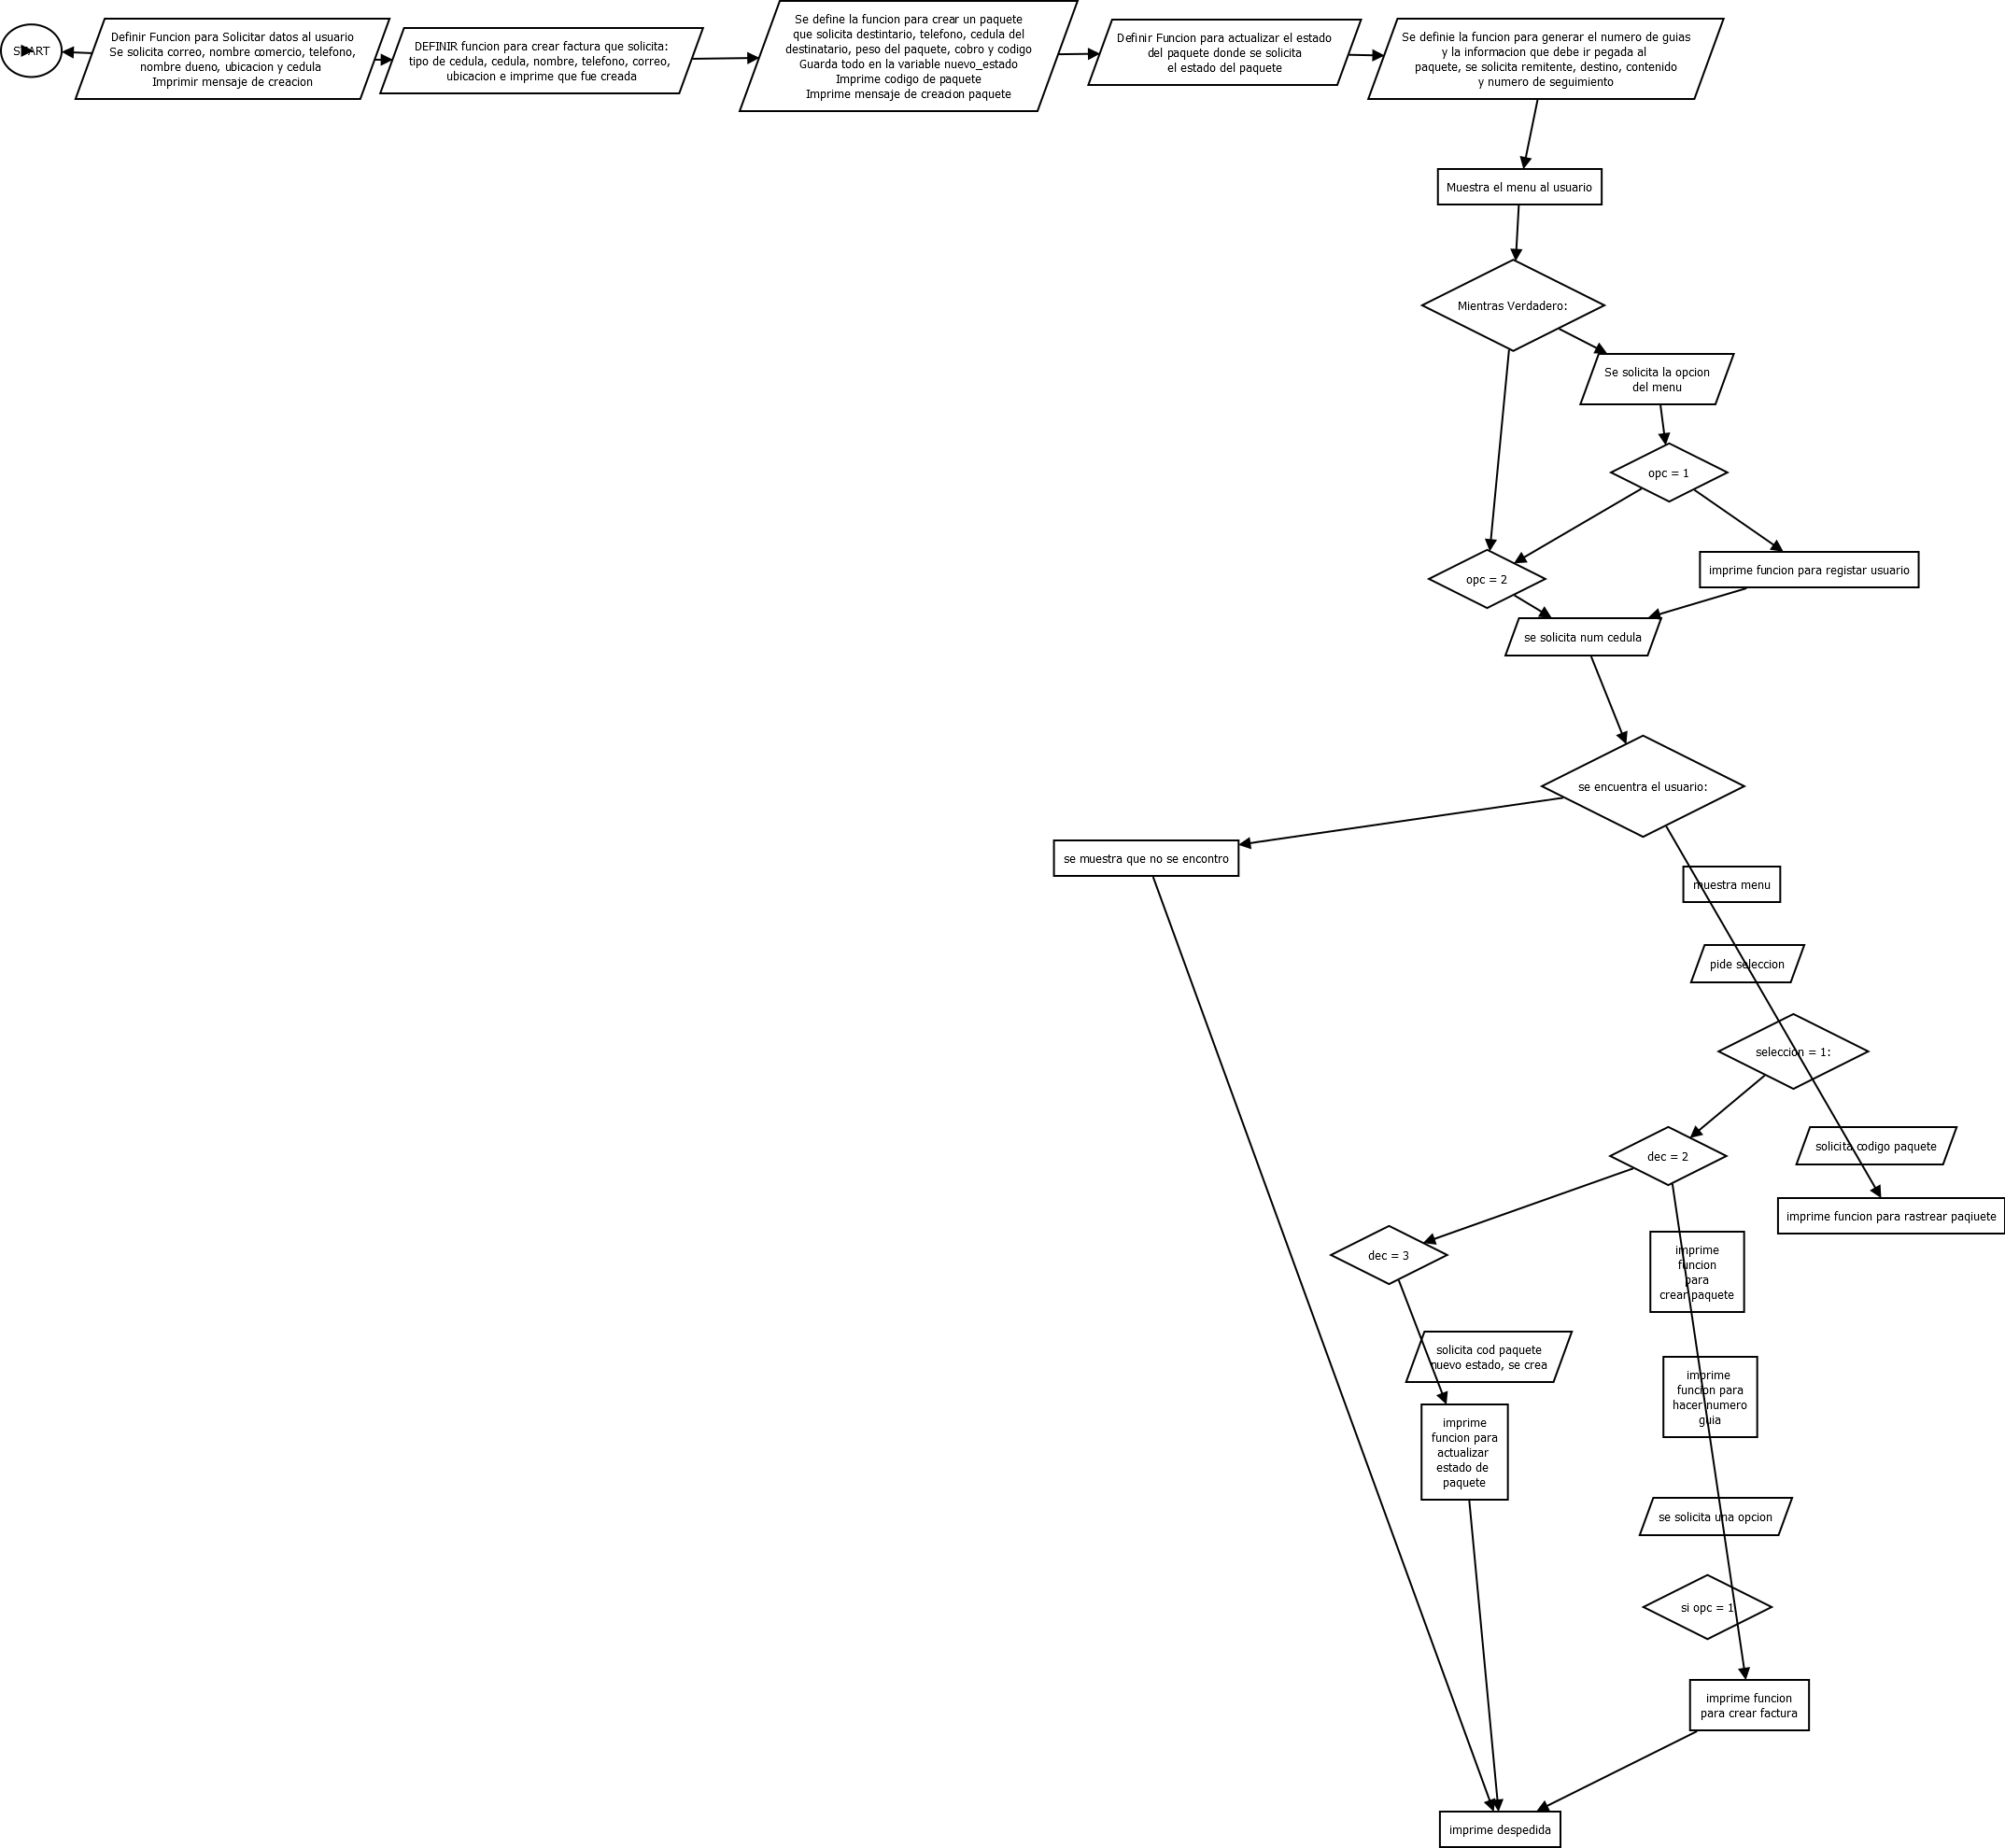 START
Definir Funcion para Solicitar datos al usuario
Se solicita correo, nombre comercio, telefono,
nombre dueno, ubicacion y cedula
Imprimir mensaje de creacion
DEFINIR funcion para crear factura que solicita:
tipo de cedula, cedula, nombre, telefono, correo,
ubicacion e imprime que fue creada
Se define la funcion para crear un paquete
que solicita destintario, telefono, cedula del
destinatario, peso del paquete, cobro y codigo
Guarda todo en la variable nuevo_estado
Imprime codigo de paquete
Imprime mensaje de creacion paquete
Definir Funcion para actualizar el estado
del paquete donde se solicita
el estado del paquete
Se definie la funcion para generar el numero de guias
y la informacion que debe ir pegada al
paquete, se solicita remitente, destino, contenido
y numero de seguimiento
Muestra el menu al usuario
Mientras Verdadero:
Se solicita la opcion
del menu
opc = 1
imprime funcion para registar usuario
opc = 2
se solicita num cedula
se encuentra el usuario:
se muestra que no se encontro
muestra menu
pide seleccion
seleccion = 1:
solicita codigo paquete
dec = 2
imprime funcion para rastrear paqiuete
dec = 3
imprime
funcion
para
crear paquete
solicita cod paquete
nuevo estado, se crea
imprime
funcion para
hacer numero
guia
imprime
funcion para
actualizar
estado de
paquete
se solicita una opcion
si opc = 1
imprime funcion
para crear factura
imprime despedida